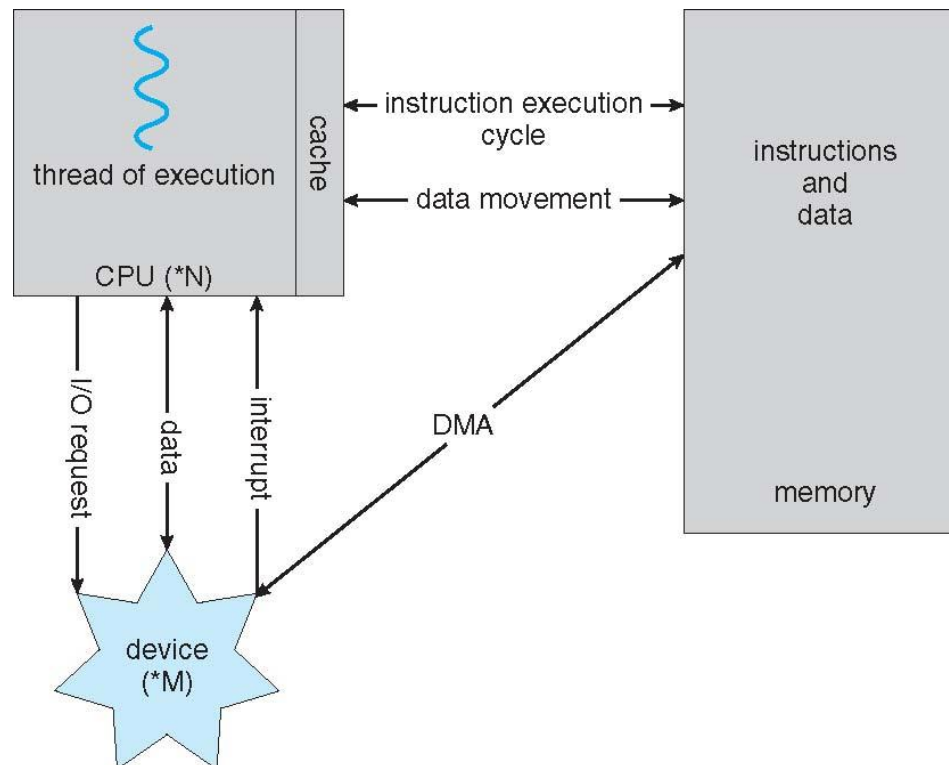 thread of execution
cache
CPU (*N)
instruction execution
cycle
data movement
instructions
and
data
memory
I/O request
data
interrupt
DMA
device
(*M)